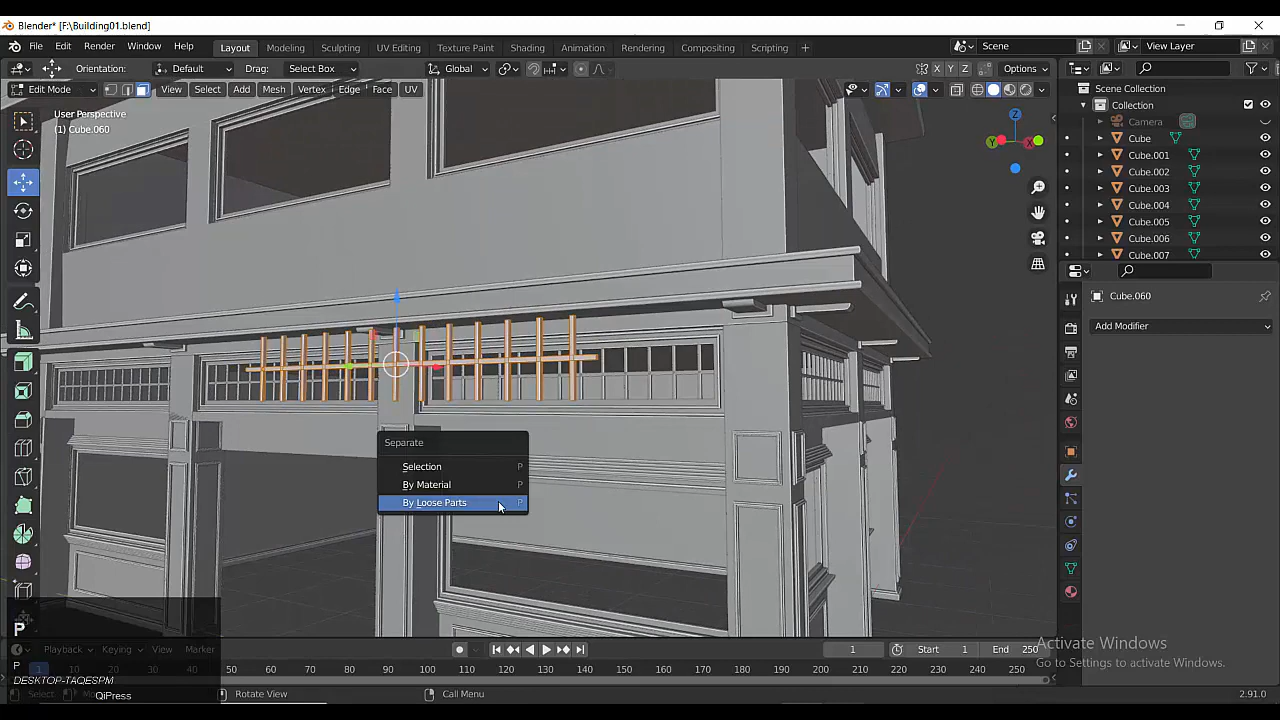 Blender* [F:\Building01.blend]
File Edit Render Window Help Layout Modeling Sculpting UV Editing Texture Paint Shading Animation Rendering Compositing Scripting + Scene View Layer
Orientation: Default Drag: Select Box Global X Y Z Options
Edit Mode View Select Add Mesh Vertex Edge Face UV
User Perspective
(1) Cube.060
Scene Collection
Collection
Camera
Cube
Cube.001
Cube.002
Cube.003
Cube.004
Cube.005
Cube.006
Cube.007
Z
Y X
Cube.060
Add Modifier
Separate
Selection P
By Material P
By Loose Parts P
P
Activate Windows
Go to Settings to activate Windows.
Playback Keying View Marker 1 Start 1 End 250
1 50 60 70 80 90 100 110 120 130 140 150 160 170 180 190 200 210 220 230 240 250
P
DESKTOP-TAQESPM
QiPress
Select Rotate View Call Menu 2.91.0